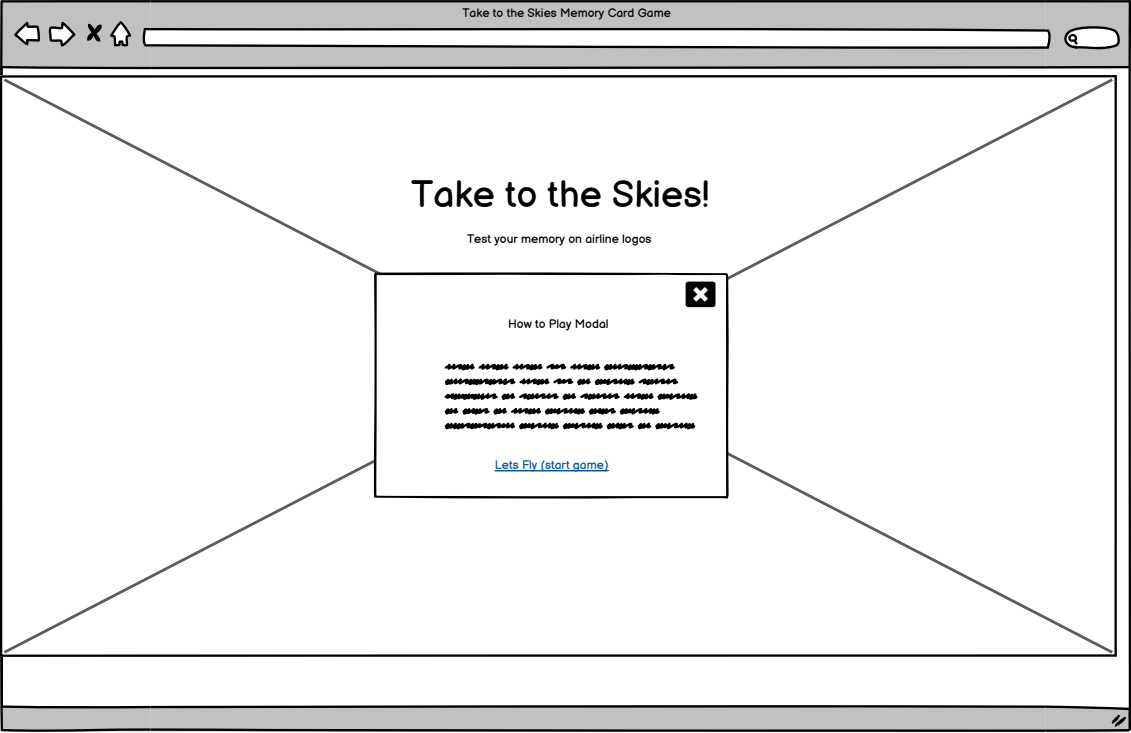 Take to the Skies Memory Card Game
Take to the Skies!
Test your memory on airline logos
How to Play Modal
Lets Fly (start game)